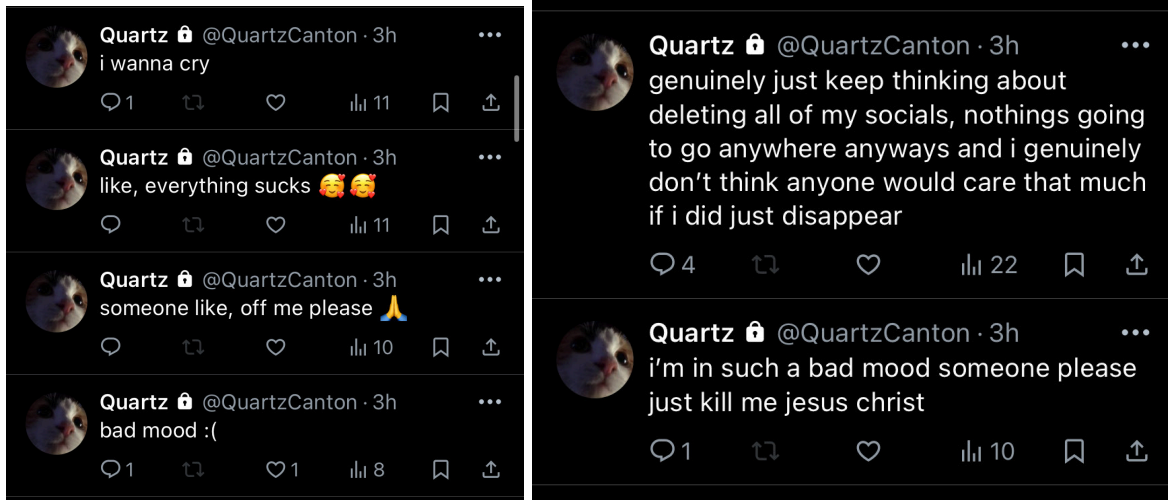 Quartz 🔒 @QuartzCanton · 3h
i wanna cry
1 11
Quartz 🔒 @QuartzCanton · 3h
like, everything sucks 🥰🥰
11
Quartz 🔒 @QuartzCanton · 3h
someone like, off me please 🙏
10
Quartz 🔒 @QuartzCanton · 3h
bad mood :(
1 1 8
Quartz 🔒 @QuartzCanton · 3h
genuinely just keep thinking about
deleting all of my socials, nothings going
to go anywhere anyways and i genuinely
don't think anyone would care that much
if i did just disappear
4 22
Quartz 🔒 @QuartzCanton · 3h
i'm in such a bad mood someone please
just kill me jesus christ
1 10